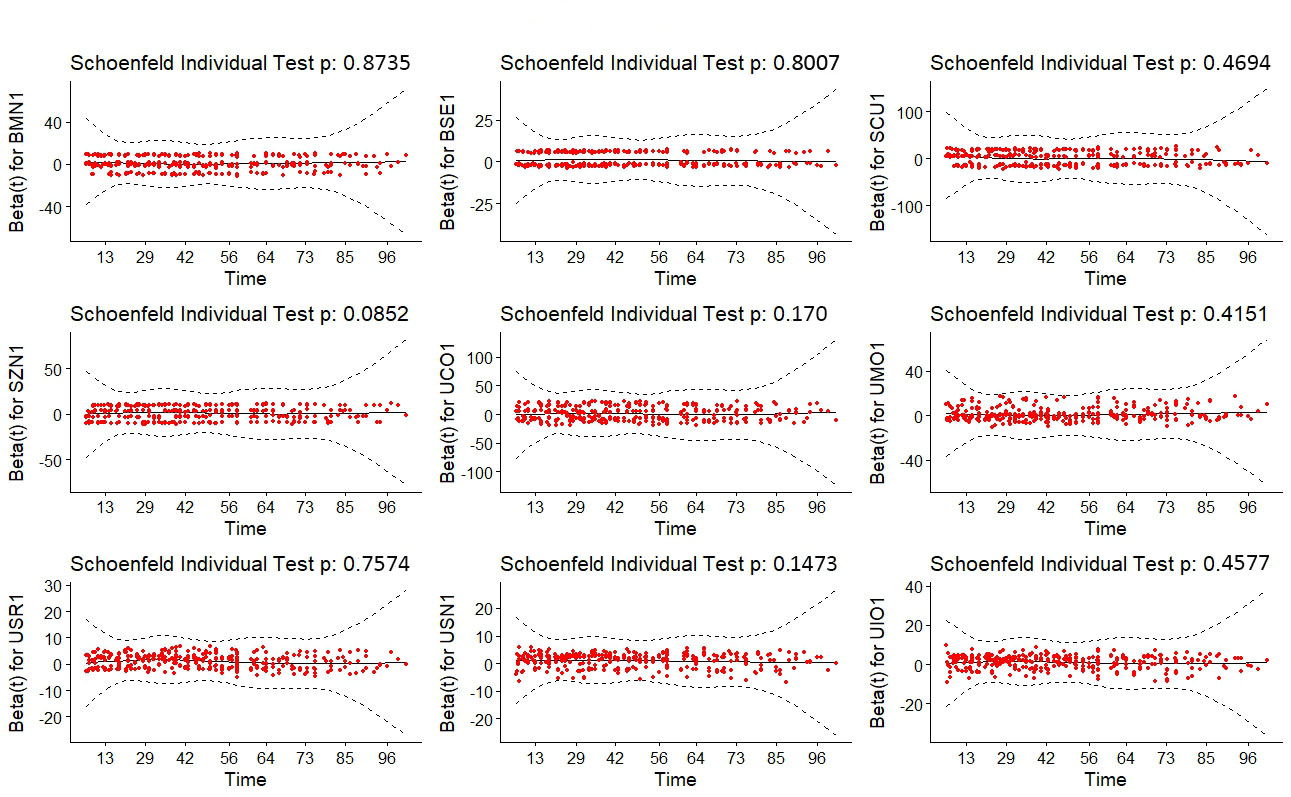 Schoenfeld Individual Test p: 0.8735
Beta(t) for BMN1
40
0
-40
13 29 42 56 64 73 85 96
Time
Schoenfeld Individual Test p: 0.8007
Beta(t) for BSE1
25
0
-25
13 29 42 56 64 73 85 96
Time
Schoenfeld Individual Test p: 0.4694
Beta(t) for SCU1
100
0
-100
13 29 42 56 64 73 85 96
Time
Schoenfeld Individual Test p: 0.0852
Beta(t) for SZN1
50
0
-50
13 29 42 56 64 73 85 96
Time
Schoenfeld Individual Test p: 0.170
Beta(t) for UCO1
100
50
0
-50
-100
13 29 42 56 64 73 85 96
Time
Schoenfeld Individual Test p: 0.4151
Beta(t) for UMO1
40
0
-40
13 29 42 56 64 73 85 96
Time
Schoenfeld Individual Test p: 0.7574
Beta(t) for USR1
30
20
10
0
-10
-20
13 29 42 56 64 73 85 96
Time
Schoenfeld Individual Test p: 0.1473
Beta(t) for USN1
20
10
0
-10
-20
13 29 42 56 64 73 85 96
Time
Schoenfeld Individual Test p: 0.4577
Beta(t) for UIO1
40
20
0
-20
13 29 42 56 64 73 85 96
Time